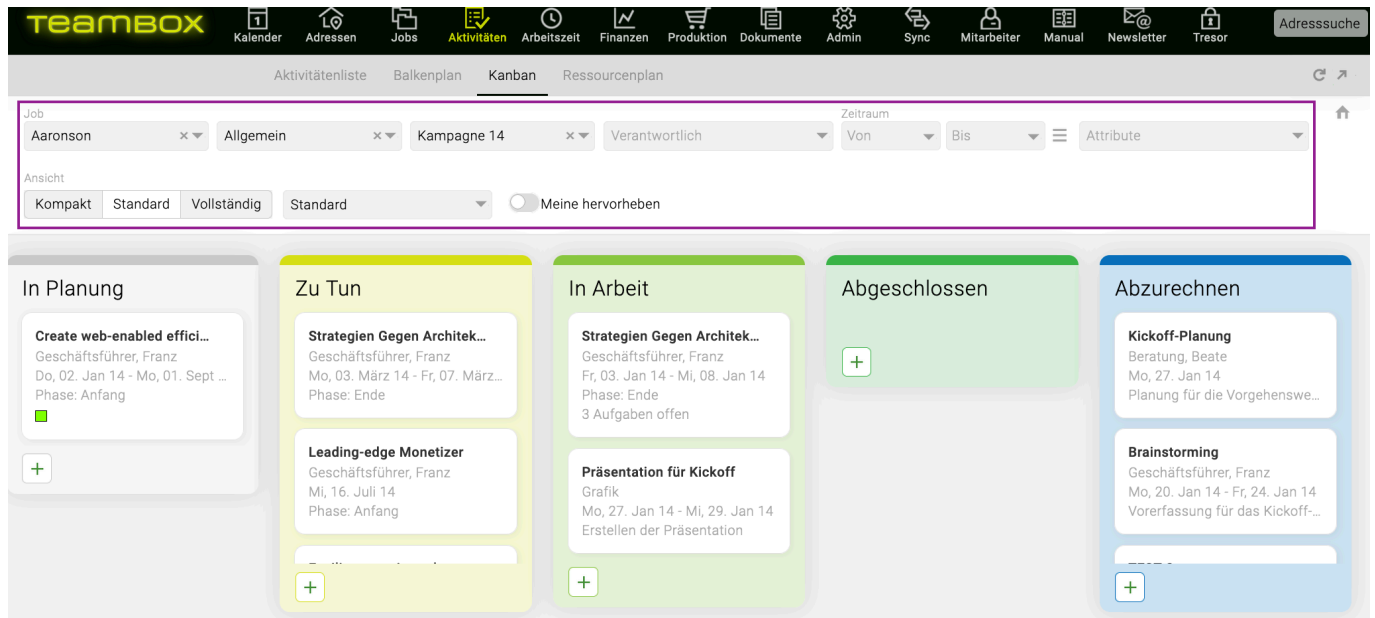 TEAMBOX
1
Kalender
Adressen
Jobs
Aktivitäten
Arbeitszeit
Finanzen
Produktion
Dokumente
Admin
Sync
Mitarbeiter
Manual
Newsletter
Tresor
Adresssuche
Aktivitätenliste
Balkenplan
Kanban
Ressourcenplan
Job
Zeitraum
Aaronson
Allgemein
Kampagne 14
Verantwortlich
Von
Bis
Attribute
Ansicht
Kompakt
Standard
Vollständig
Standard
Meine hervorheben
In Planung
Create web-enabled effici...
Geschäftsführer, Franz
Do, 02. Jan 14 - Mo, 01. Sept ...
Phase: Anfang
+
Zu Tun
Strategien Gegen Architek...
Geschäftsführer, Franz
Mo, 03. März 14 - Fr, 07. März...
Phase: Ende
Leading-edge Monetizer
Geschäftsführer, Franz
Mi, 16. Juli 14
Phase: Anfang
+
In Arbeit
Strategien Gegen Architek...
Geschäftsführer, Franz
Fr, 03. Jan 14 - Mi, 08. Jan 14
Phase: Ende
3 Aufgaben offen
Präsentation für Kickoff
Grafik
Mo, 27. Jan 14 - Mi, 29. Jan 14
Erstellen der Präsentation
+
Abgeschlossen
+
Abzurechnen
Kickoff-Planung
Beratung, Beate
Mo, 27. Jan 14
Planung für die Vorgehenswe...
Brainstorming
Geschäftsführer, Franz
Mo, 20. Jan 14 - Fr, 24. Jan 14
Vorerfassung für das Kickoff-...
+